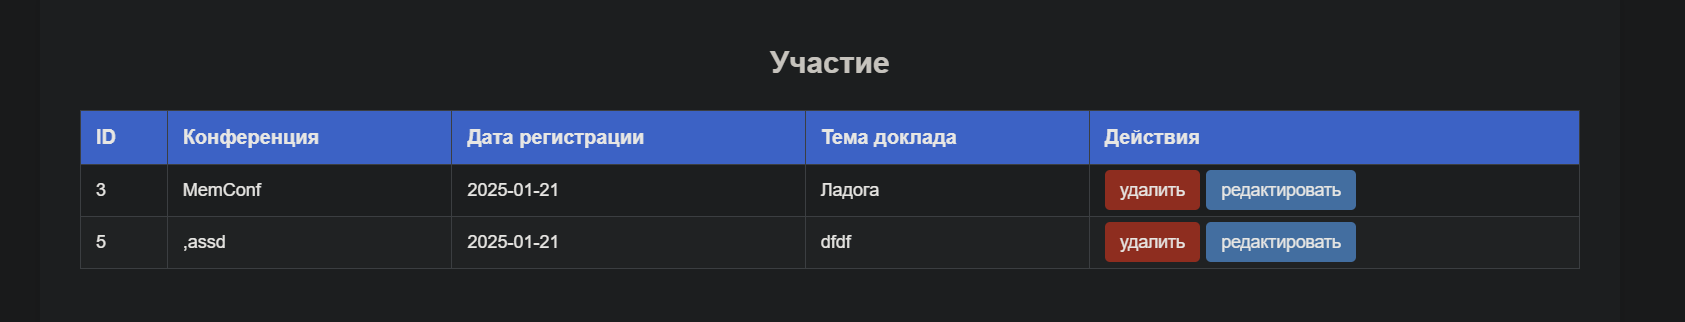 Участие
ID Конференция Дата регистрации Тема доклада Действия
3 MemConf 2025-01-21 Ладога удалить редактировать
5 ,assd 2025-01-21 dfdf удалить редактировать